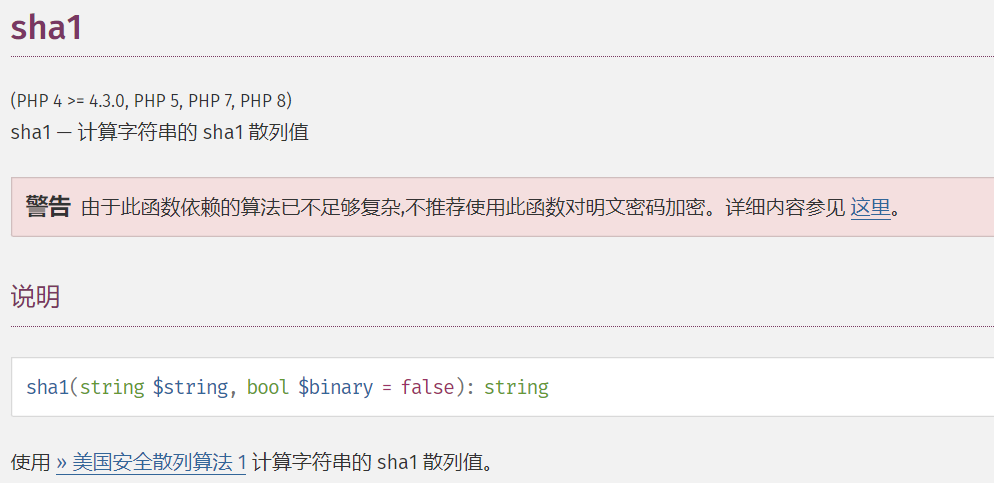 sha1
(PHP 4 >= 4.3.0, PHP 5, PHP 7, PHP 8)
sha1 — 计算字符串的 sha1 散列值
警告 由于此函数依赖的算法已不足够复杂,不推荐使用此函数对明文密码加密。详细内容参见 这里。
说明
sha1(string $string, bool $binary = false): string
使用 » 美国安全散列算法 1 计算字符串的 sha1 散列值。